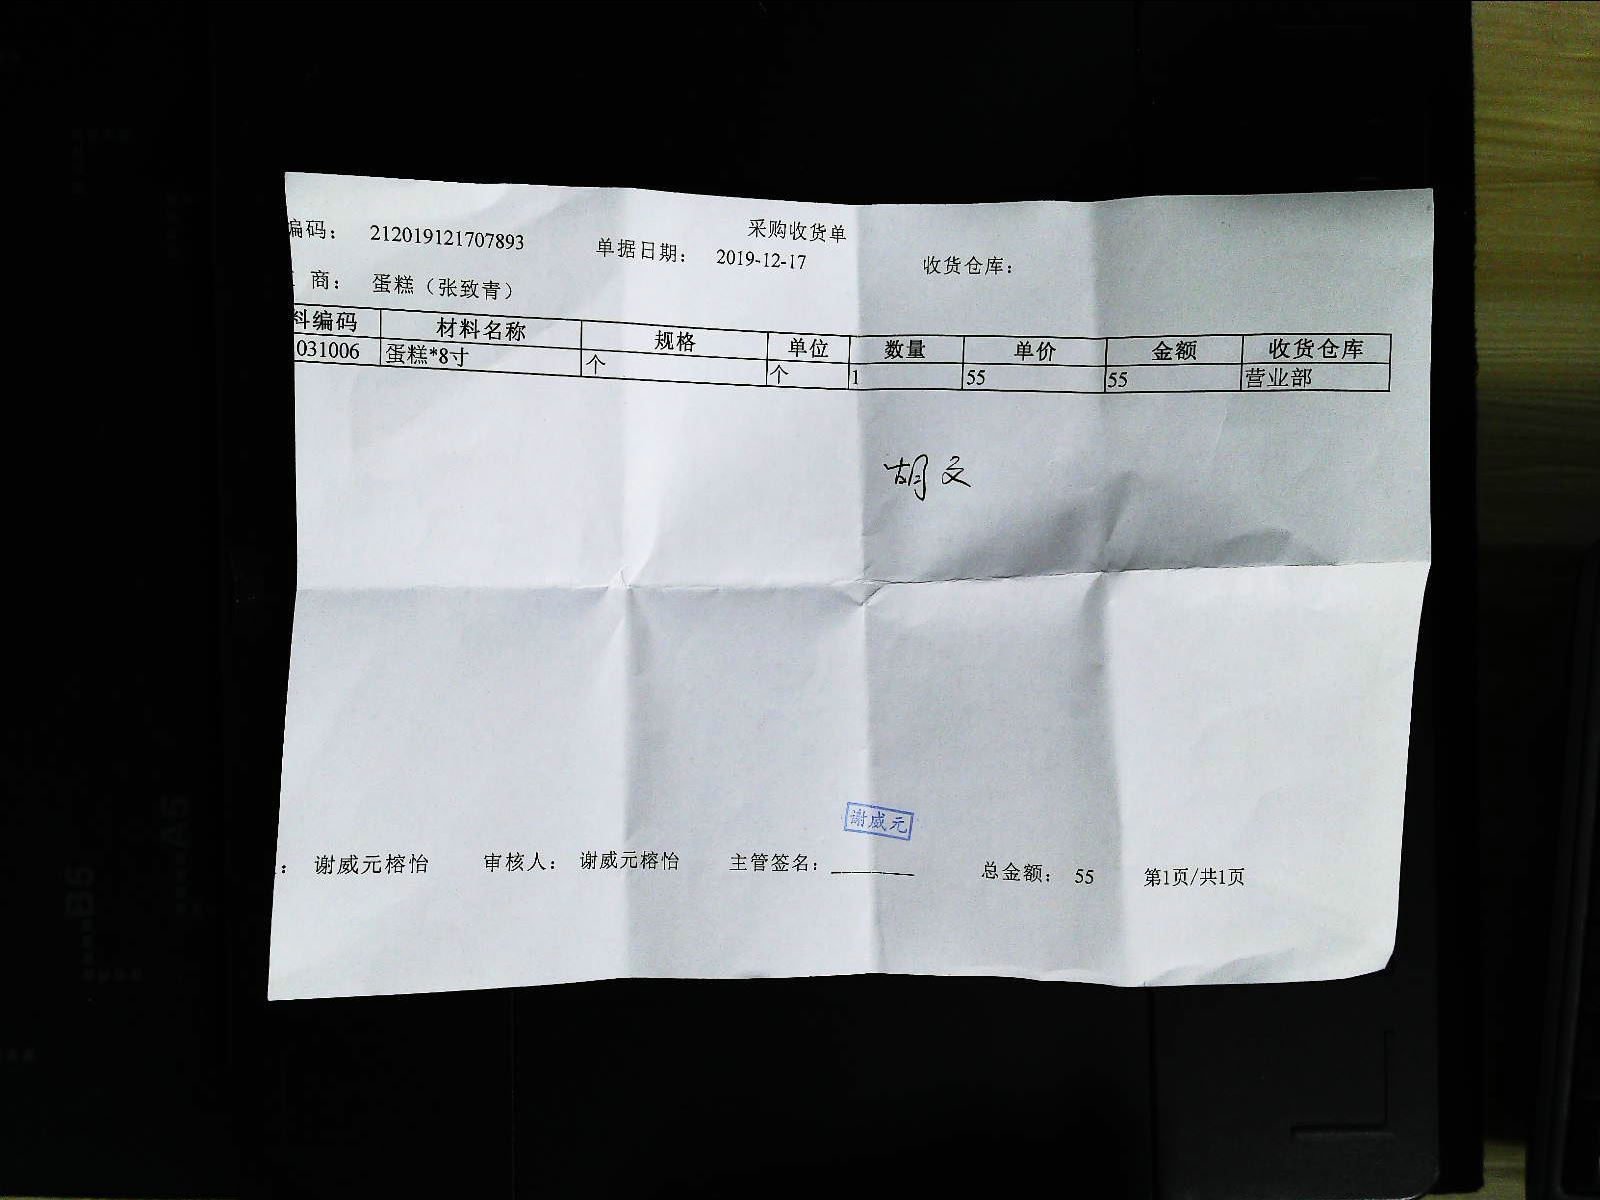 采购收货单
编码： 212019121707893 单据日期： 2019-12-17 收货仓库：
商： 蛋糕（张致青）
料编码 材料名称 规格 单位 数量 单价 金额 收货仓库
031006 蛋糕*8寸 个 个 1 55 55 营业部
胡文
谢威元
： 谢威元榕怡 审核人： 谢威元榕怡 主管签名： 总金额： 55 第1页/共1页
B5
A5